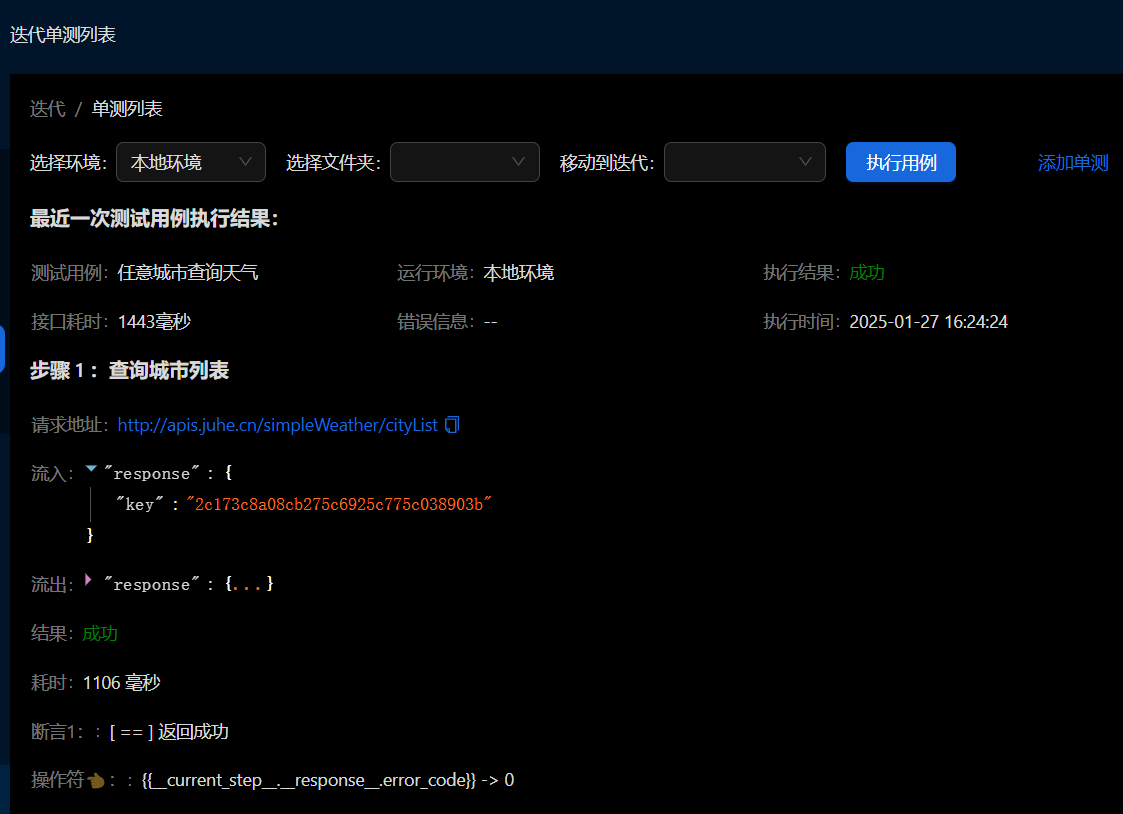 迭代单测列表
迭代 / 单测列表
选择环境： 本地环境 选择文件夹： 移动到迭代： 执行用例 添加单测
最近一次测试用例执行结果：
测试用例： 任意城市查询天气 运行环境： 本地环境 执行结果： 成功
接口耗时： 1443毫秒 错误信息： -- 执行时间： 2025-01-27 16:24:24
步骤 1 ： 查询城市列表
请求地址： http://apis.juhe.cn/simpleWeather/cityList
流入： "response" : {
"key" : "2c173c8a08cb275c6925c775c038903b"
}
流出： "response" : {...}
结果： 成功
耗时： 1106 毫秒
断言1： : [ == ] 返回成功
操作符👈： : {{__current_step__.__response__.error_code}} -> 0